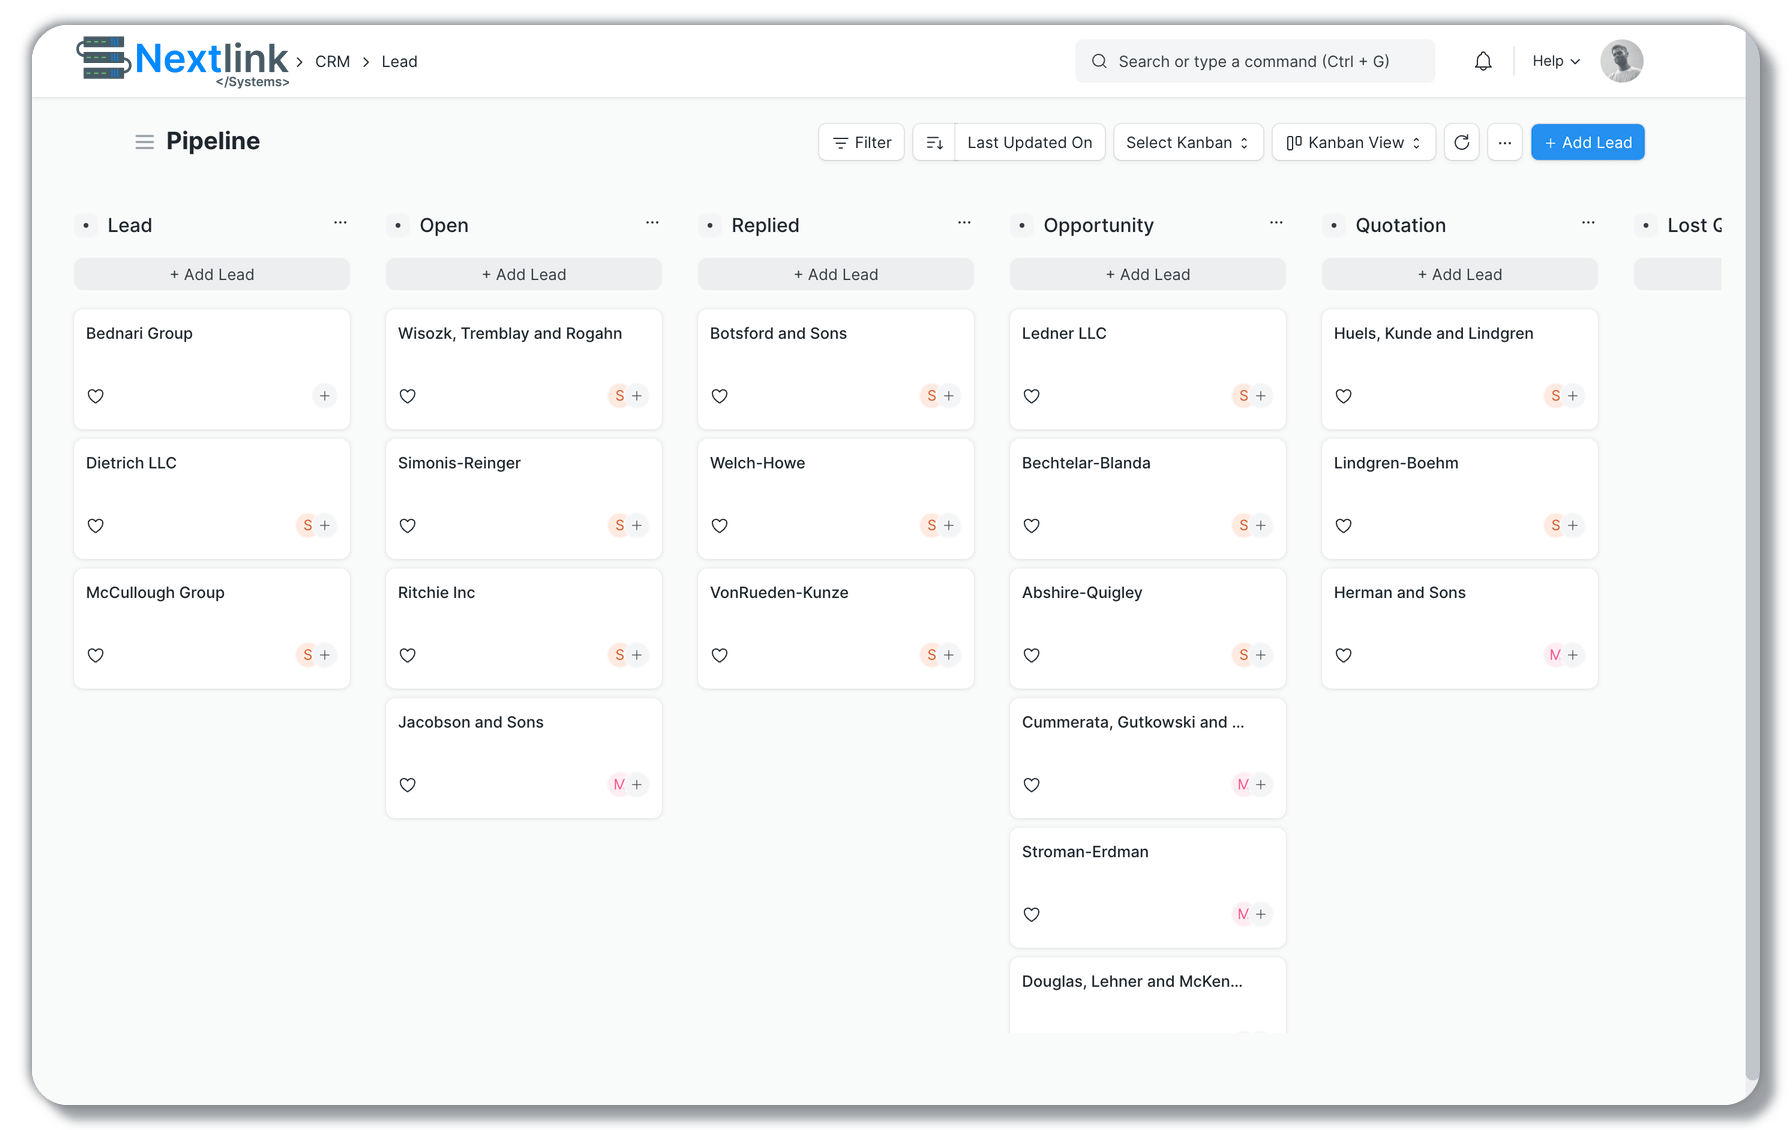 Nextlink
</Systems>
CRM
Lead
Search or type a command (Ctrl + G)
Help
Pipeline
Filter
Last Updated On
Select Kanban
Kanban View
...
+ Add Lead
Lead ...
+ Add Lead
Bednari Group
+
Dietrich LLC
S +
McCullough Group
S +
Open ...
+ Add Lead
Wisozk, Tremblay and Rogahn
S +
Simonis-Reinger
S +
Ritchie Inc
S +
Jacobson and Sons
M +
Replied ...
+ Add Lead
Botsford and Sons
S +
Welch-Howe
S +
VonRueden-Kunze
S +
Opportunity ...
+ Add Lead
Ledner LLC
S +
Bechtelar-Blanda
S +
Abshire-Quigley
S +
Cummerata, Gutkowski and ...
M +
Stroman-Erdman
M +
Douglas, Lehner and McKen...
Quotation ...
+ Add Lead
Huels, Kunde and Lindgren
S +
Lindgren-Boehm
S +
Herman and Sons
M +
Lost